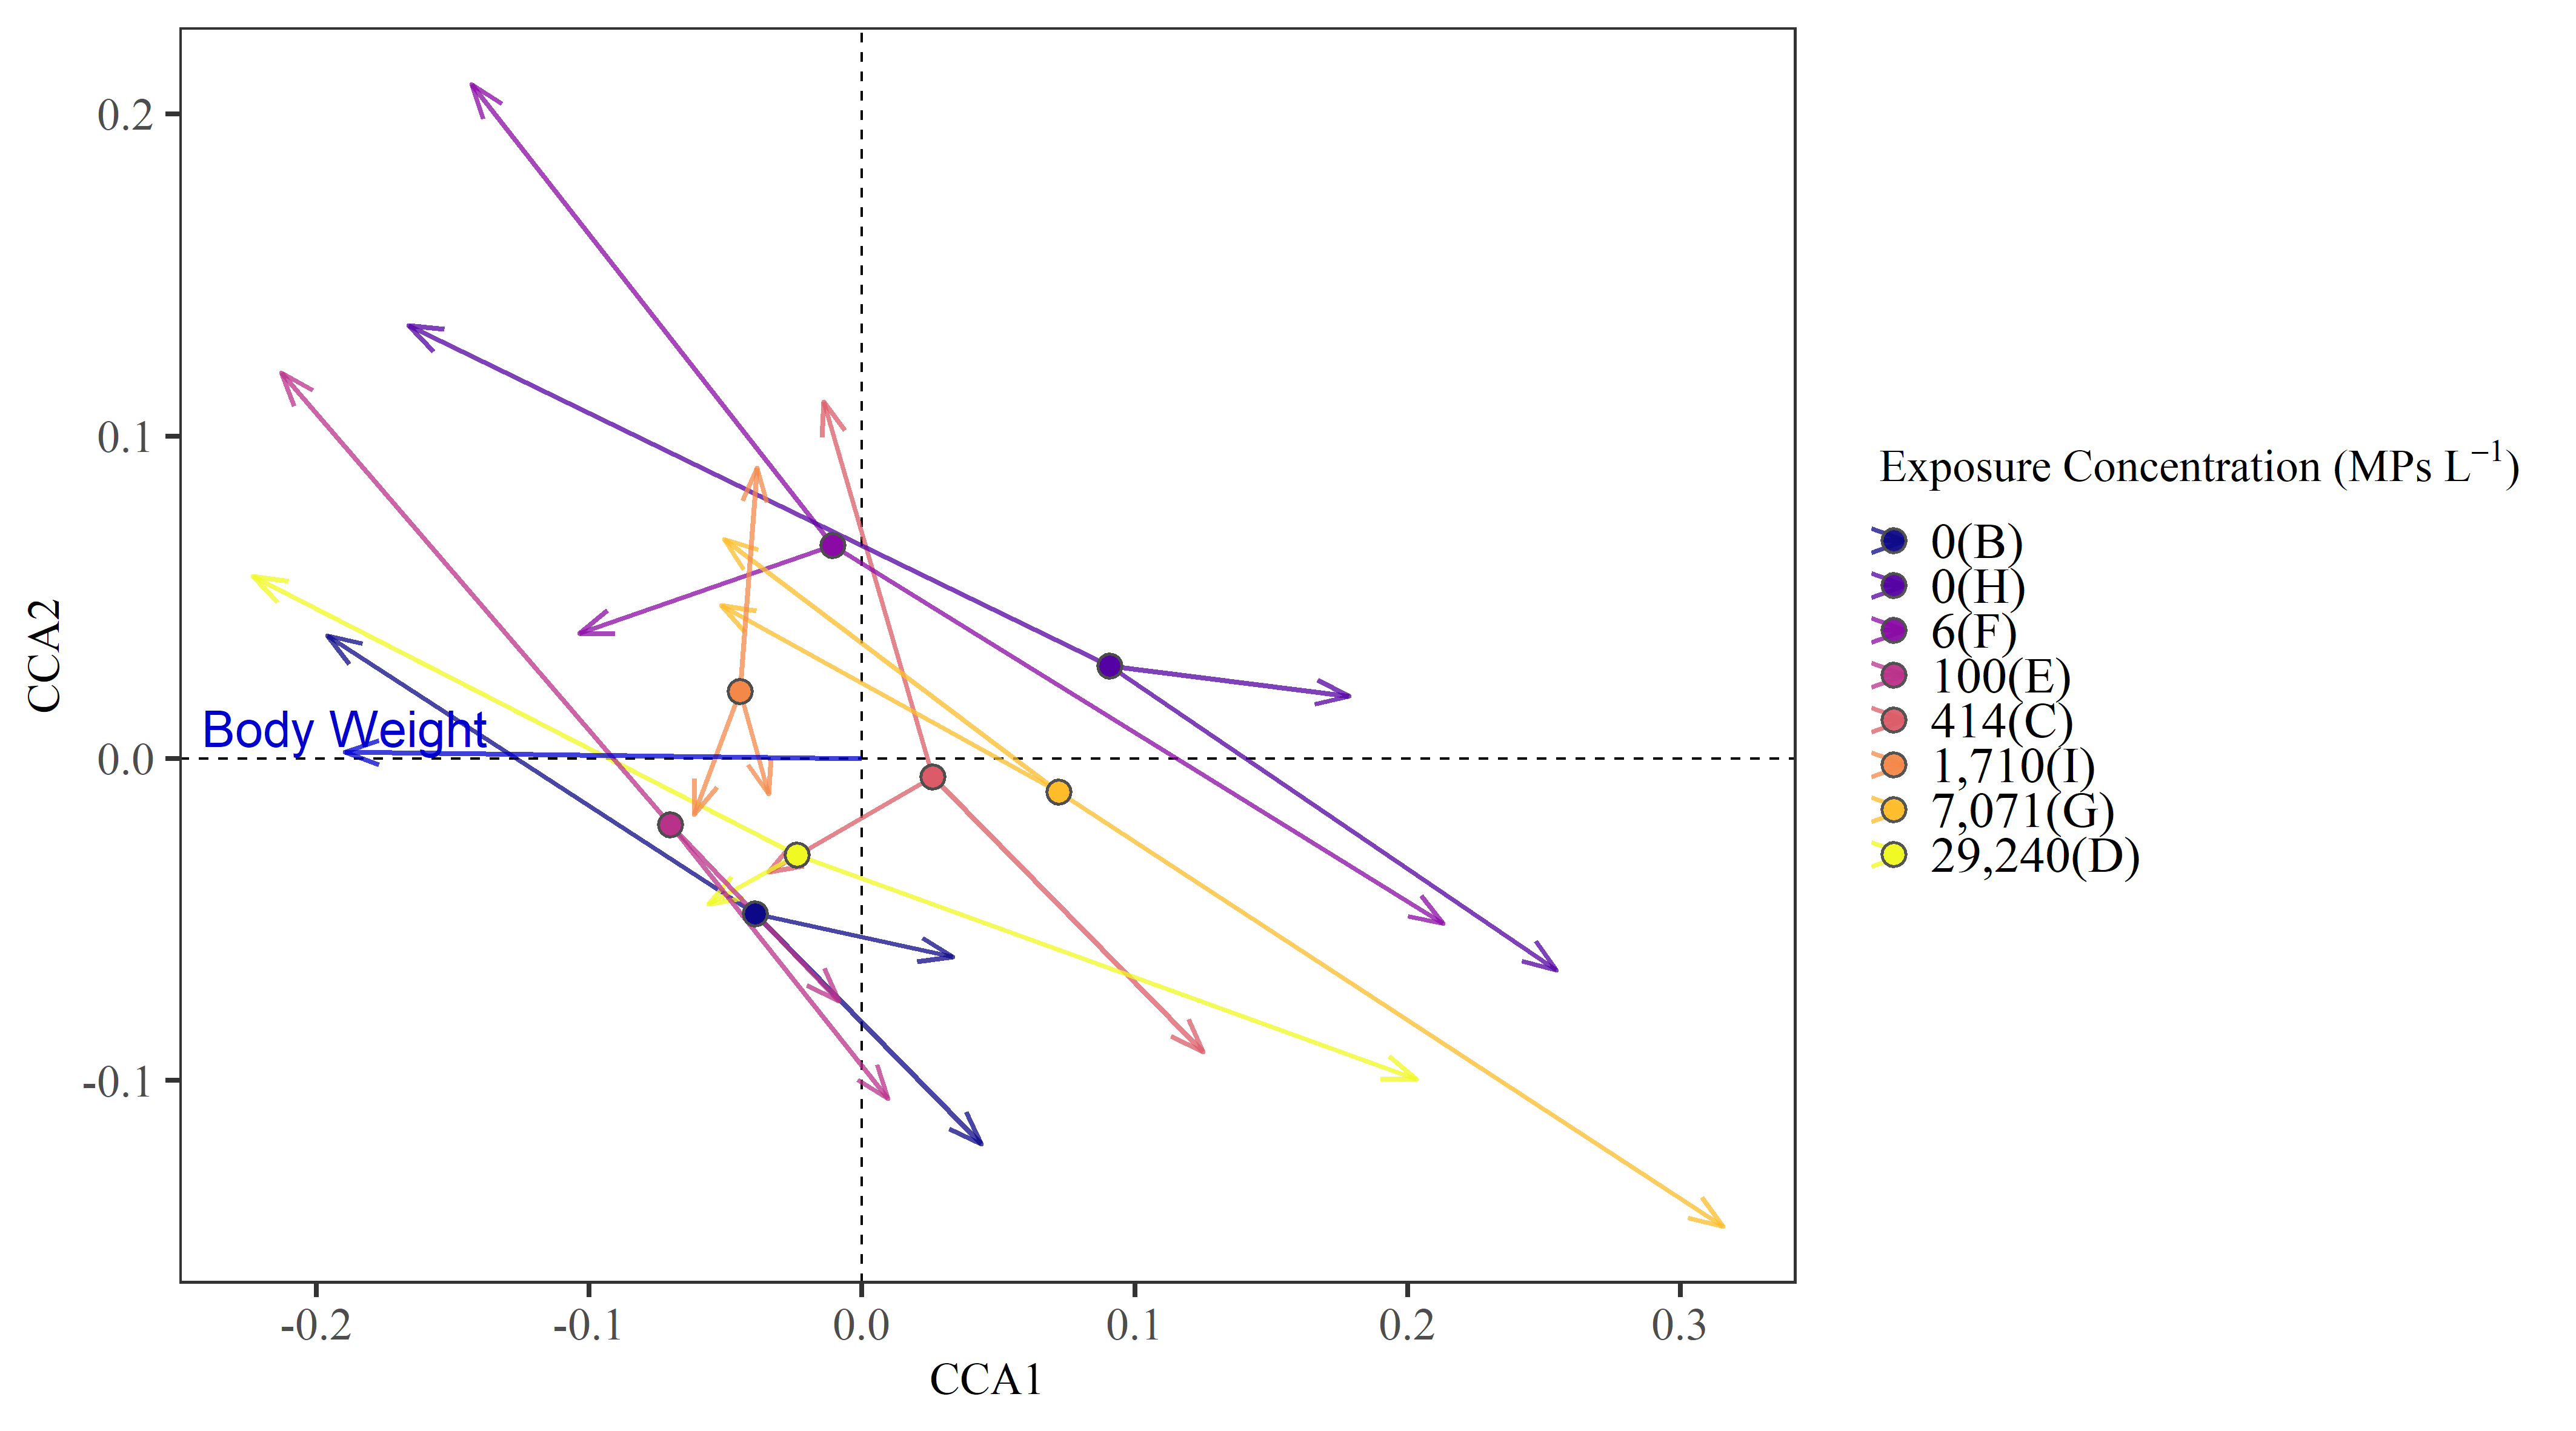 0.2
0.1
0.0
-0.1
CCA2
Body Weight
-0.2 -0.1 0.0 0.1 0.2 0.3
CCA1
Exposure Concentration (MPs L⁻¹)
0(B)
0(H)
6(F)
100(E)
414(C)
1,710(I)
7,071(G)
29,240(D)